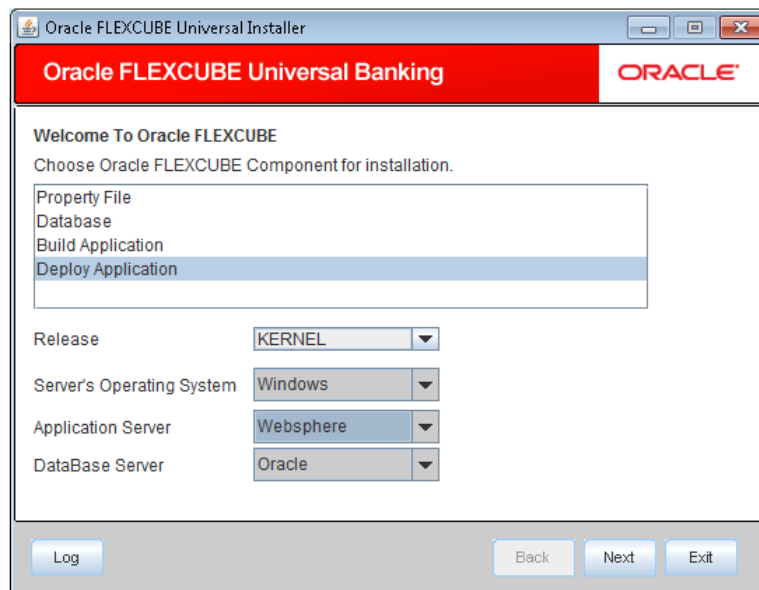 Oracle FLEXCUBE Universal Installer
Oracle FLEXCUBE Universal Banking
ORACLE
Welcome To Oracle FLEXCUBE
Choose Oracle FLEXCUBE Component for installation.
Property File
Database
Build Application
Deploy Application
Release KERNEL
Server's Operating System Windows
Application Server Websphere
DataBase Server Oracle
Log Back Next Exit